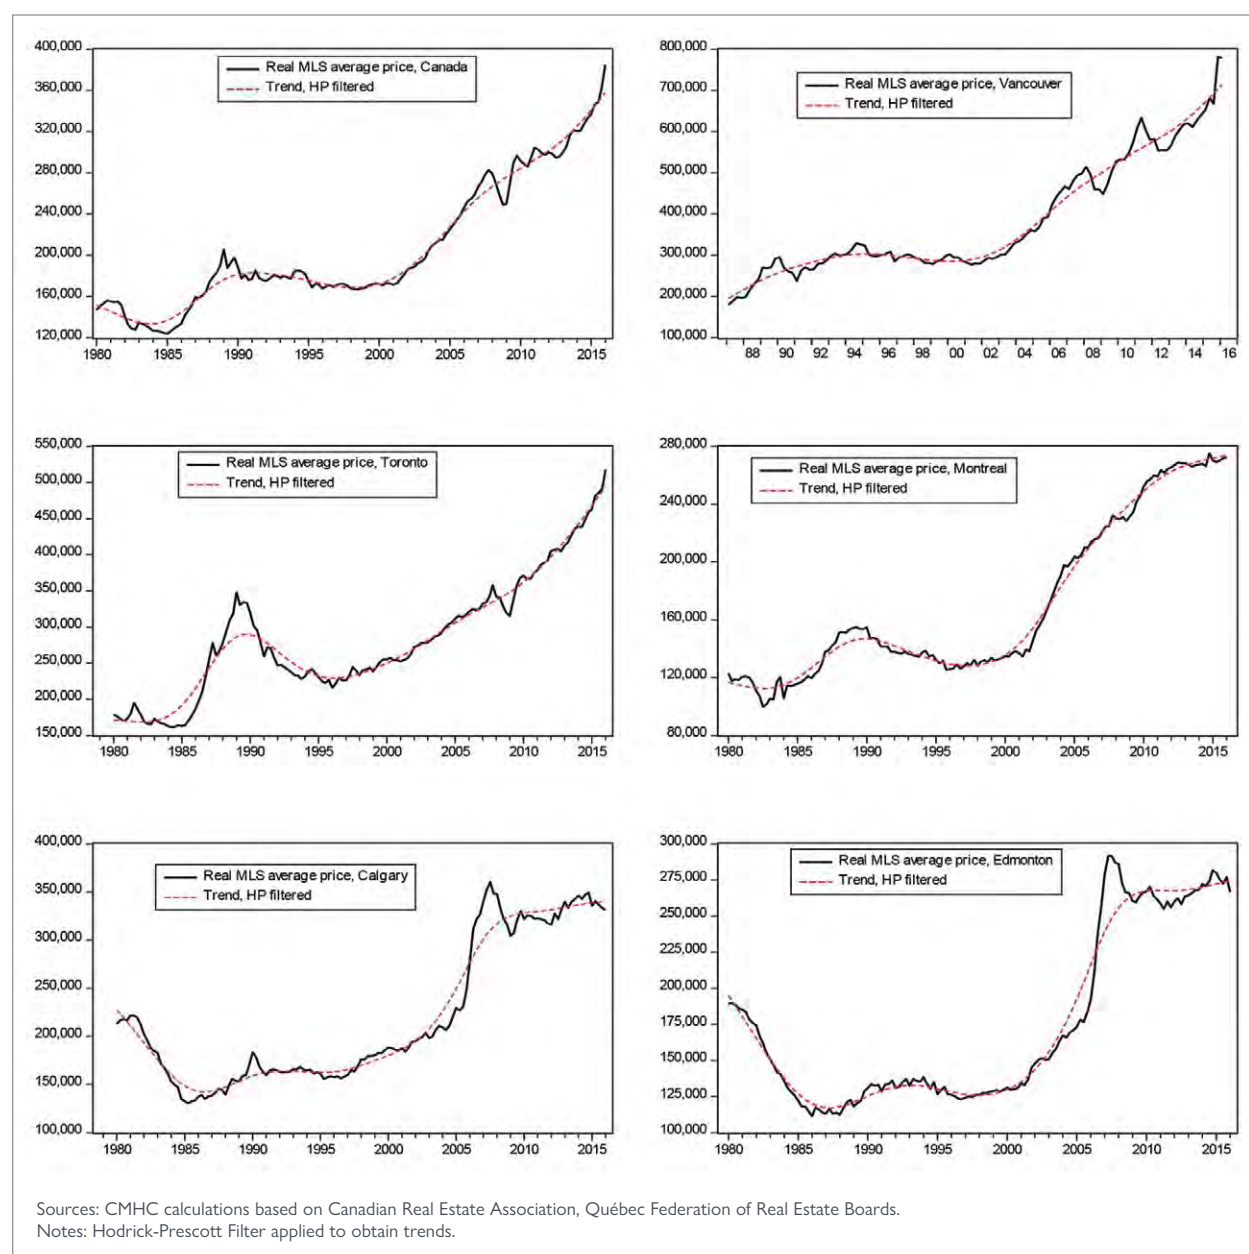 400,000
360,000
320,000
280,000
240,000
200,000
160,000
120,000
Real MLS average price, Canada
Trend, HP filtered
1980 1985 1990 1995 2000 2005 2010 2015
800,000
700,000
600,000
500,000
400,000
300,000
200,000
100,000
Real MLS average price, Vancouver
Trend, HP filtered
88 90 92 94 96 98 00 02 04 06 08 10 12 14 16
550,000
500,000
450,000
400,000
350,000
300,000
250,000
200,000
150,000
Real MLS average price, Toronto
Trend, HP filtered
1980 1985 1990 1995 2000 2005 2010 2015
280,000
240,000
200,000
160,000
120,000
80,000
Real MLS average price, Montreal
Trend, HP filtered
1980 1985 1990 1995 2000 2005 2010 2015
400,000
350,000
300,000
250,000
200,000
150,000
100,000
Real MLS average price, Calgary
Trend, HP filtered
1980 1985 1990 1995 2000 2005 2010 2015
300,000
275,000
250,000
225,000
200,000
175,000
150,000
125,000
100,000
Real MLS average price, Edmonton
Trend, HP filtered
1980 1985 1990 1995 2000 2005 2010 2015
Sources: CMHC calculations based on Canadian Real Estate Association, Québec Federation of Real Estate Boards.
Notes: Hodrick-Prescott Filter applied to obtain trends.